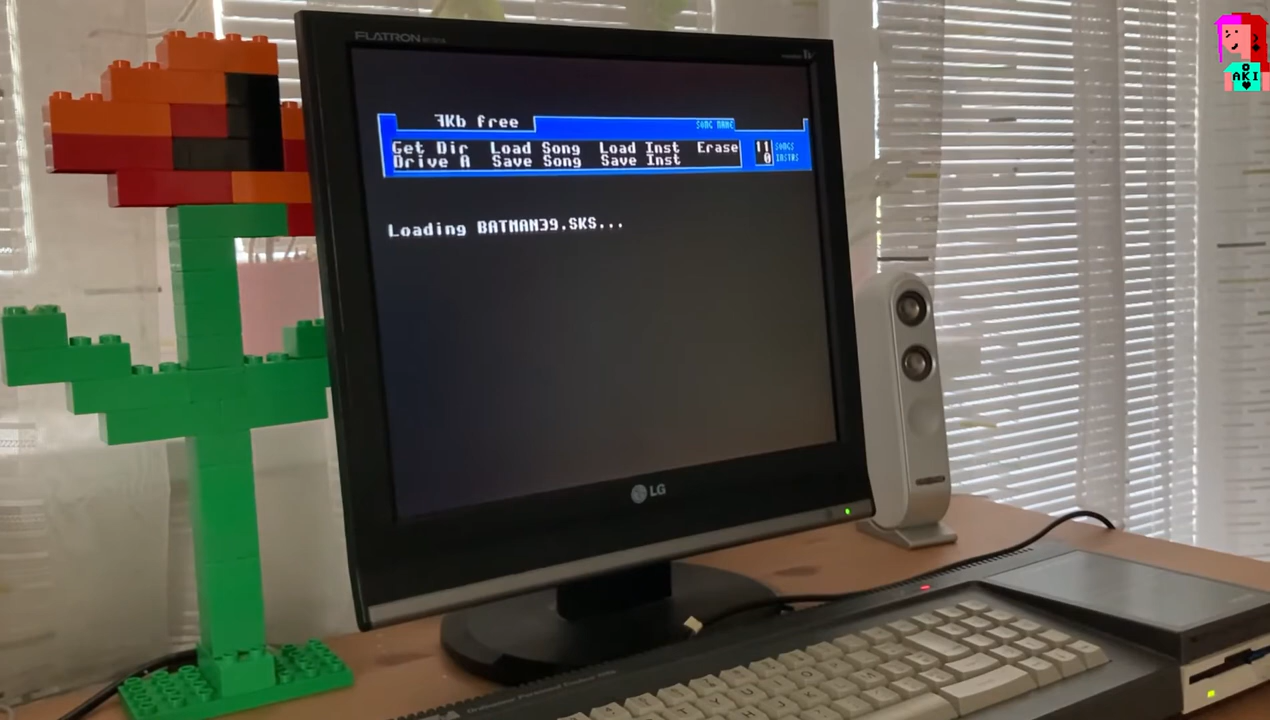 FLATRON
7Kb free
SONG NAME
Get Dir Load Song Load Inst Erase
Drive A Save Song Save Inst
11 SONGS
0 INSTRS
Loading BATMAN39.SKS...
LG
AKI